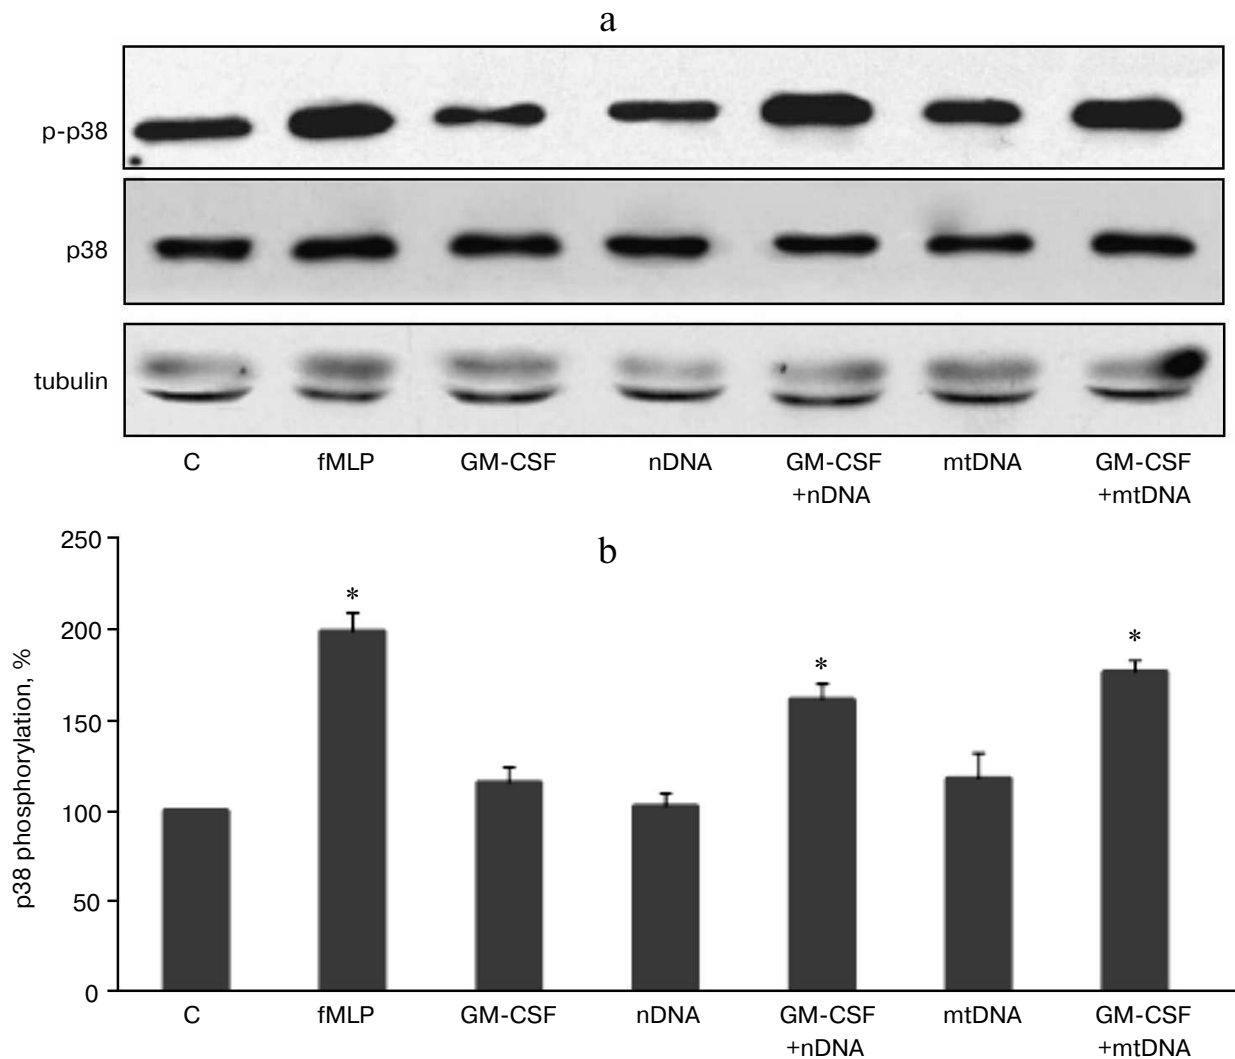 a
p-p38
p38
tubulin
C fMLP GM-CSF nDNA GM-CSF mtDNA GM-CSF
+nDNA +mtDNA
b
250
*
200
*
*
150
100
50
0
p38 phosphorylation, %
C fMLP GM-CSF nDNA GM-CSF mtDNA GM-CSF
+nDNA +mtDNA